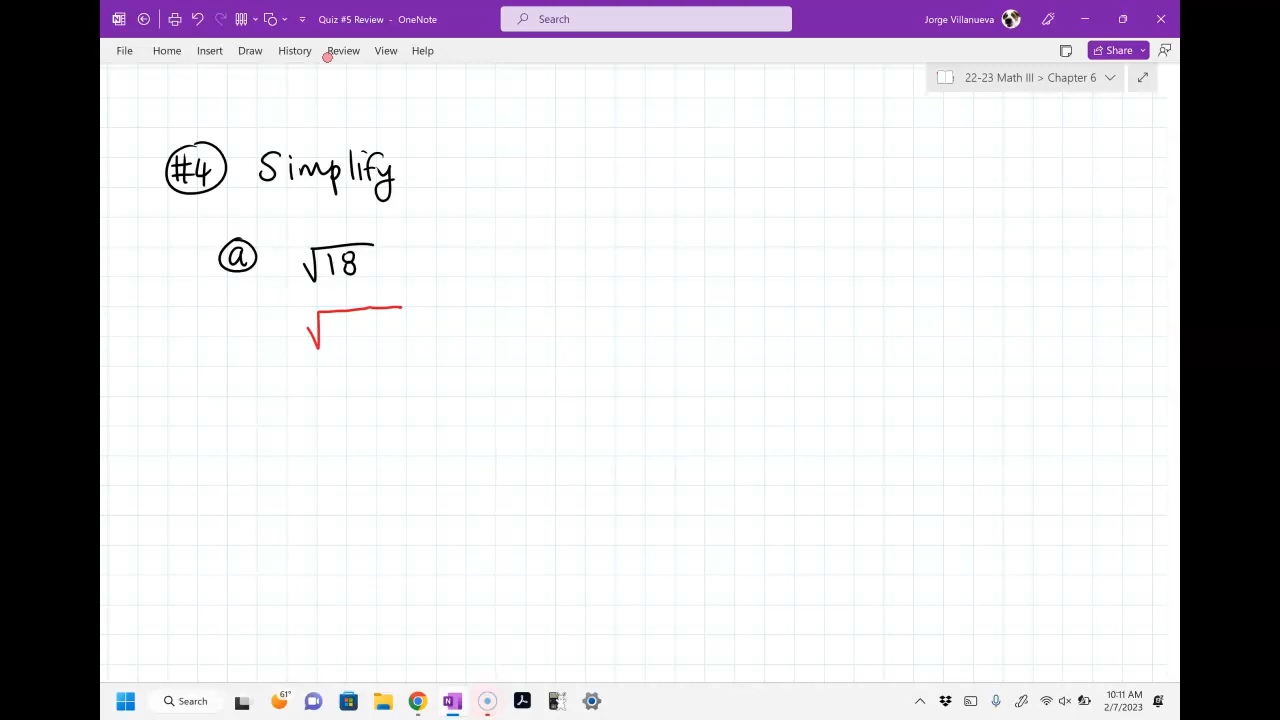 Quiz #5 Review - OneNote
Search
Jorge Villanueva
File Home Insert Draw History Review View Help
Share
22-23 Math III > Chapter 6
#4 Simplify
a √18
√
61°
Search
10:11 AM
2/7/2023